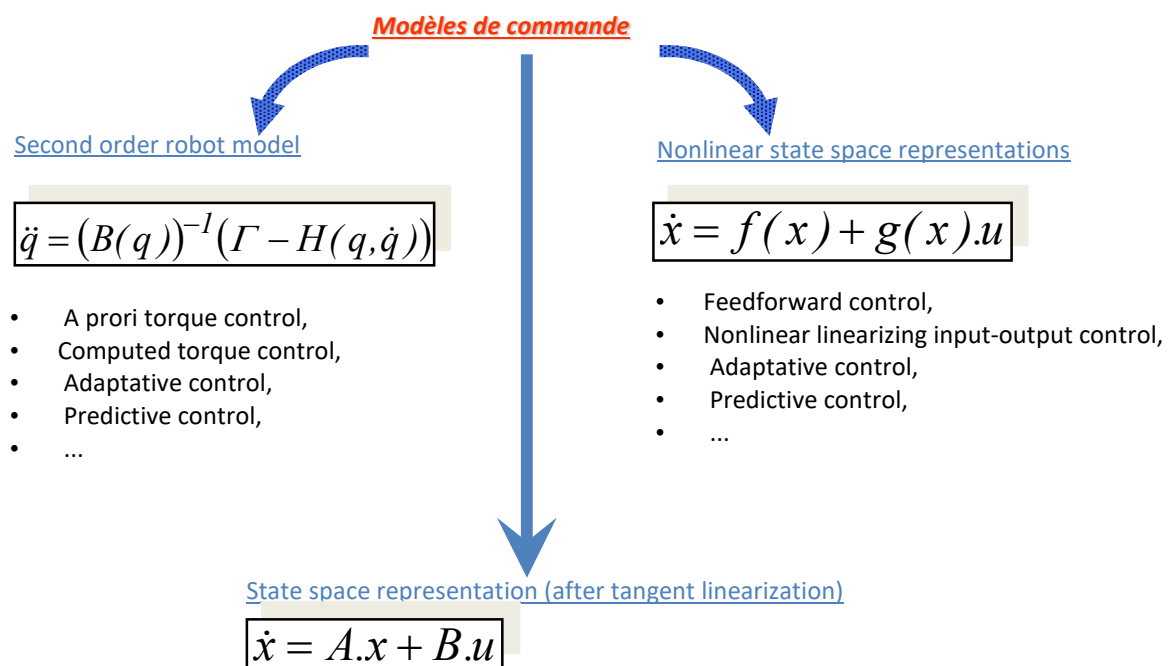 Modèles de commande
Second order robot model
q̈ = (B(q))⁻¹(Γ − H(q,q̇))
• A prori torque control,
• Computed torque control,
• Adaptative control,
• Predictive control,
• ...
Nonlinear state space representations
ẋ = f(x) + g(x).u
• Feedforward control,
• Nonlinear linearizing input-output control,
• Adaptative control,
• Predictive control,
• ...
State space representation (after tangent linearization)
ẋ = A.x + B.u